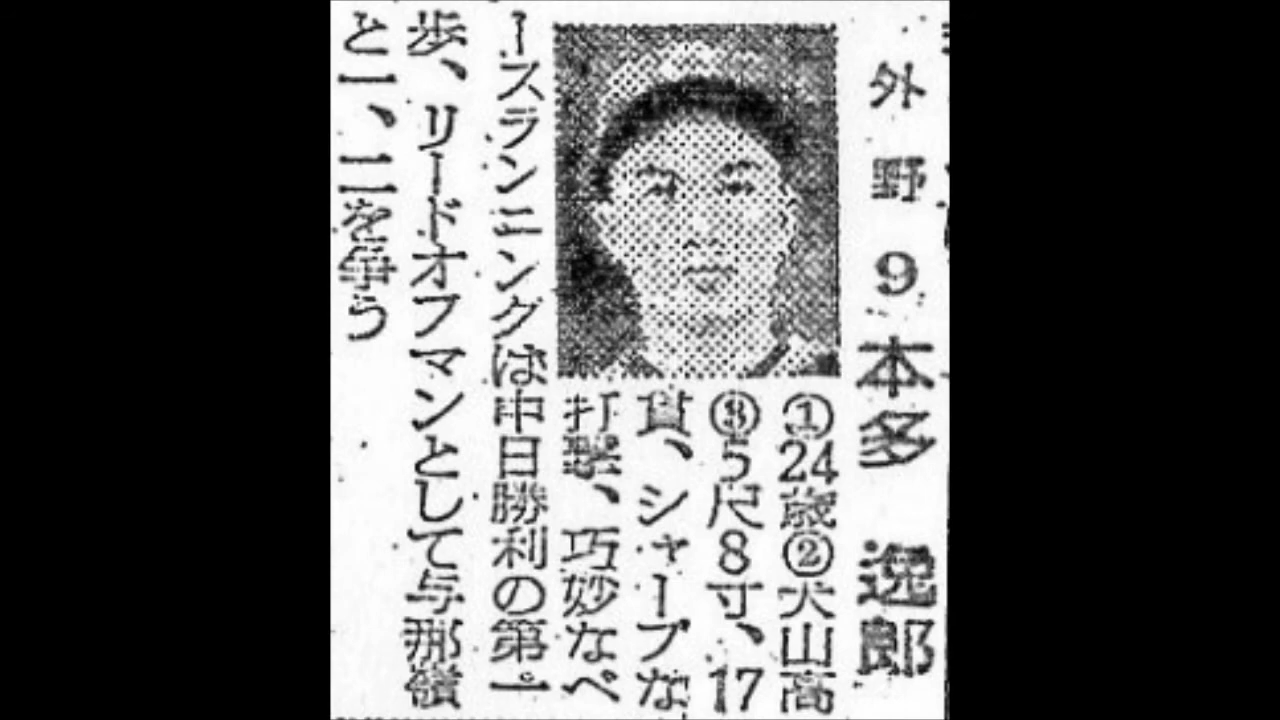 外野 9 本多 逸郎
①24歳②犬山高
③5尺8寸、17
貫、シャープな
打撃、巧妙なベ
ースランニングは中日勝利の第一
歩、リードオフマンとして与那嶺
と一、二を争う